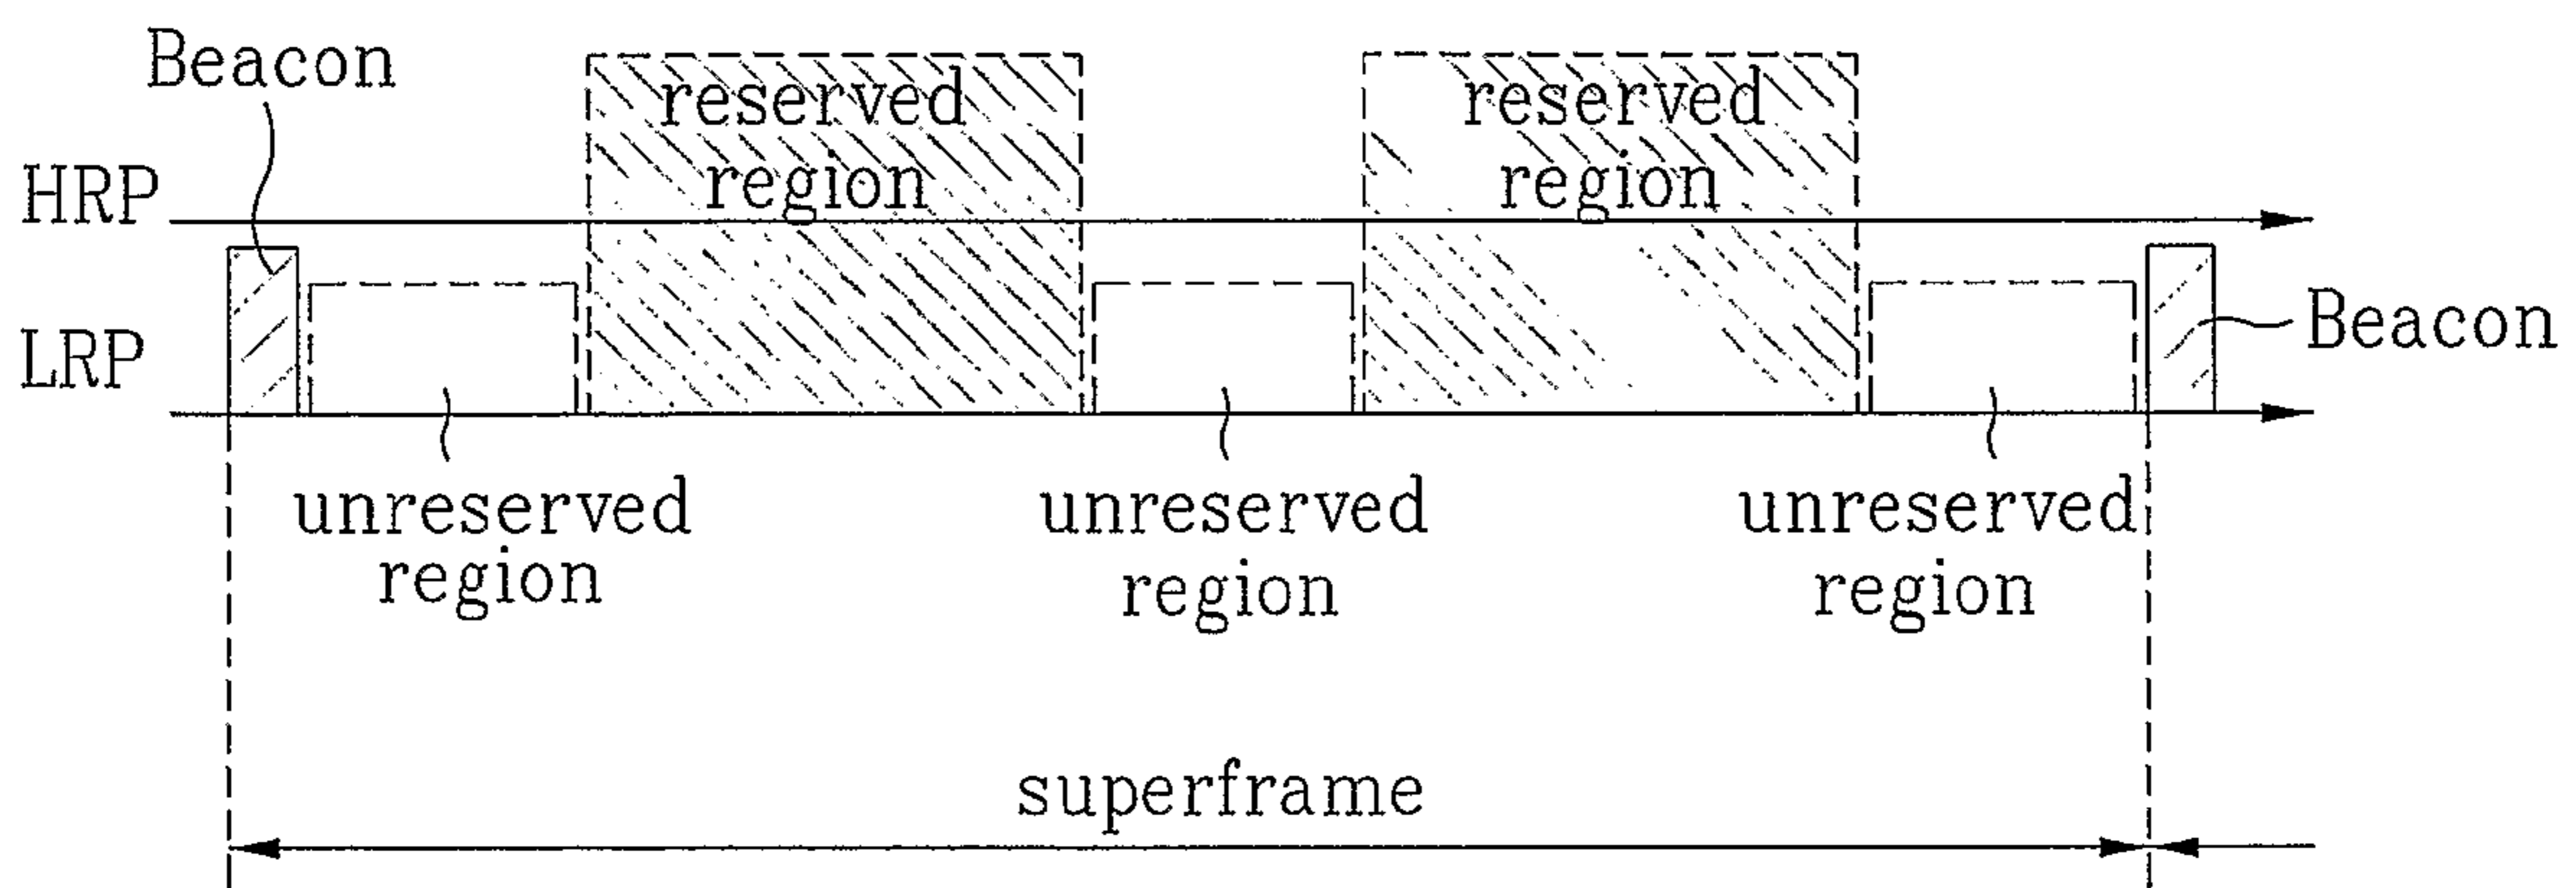 Beacon
reserved
region
reserved
region
HRP
LRP
Beacon
unreserved
region
unreserved
region
unreserved
region
superframe